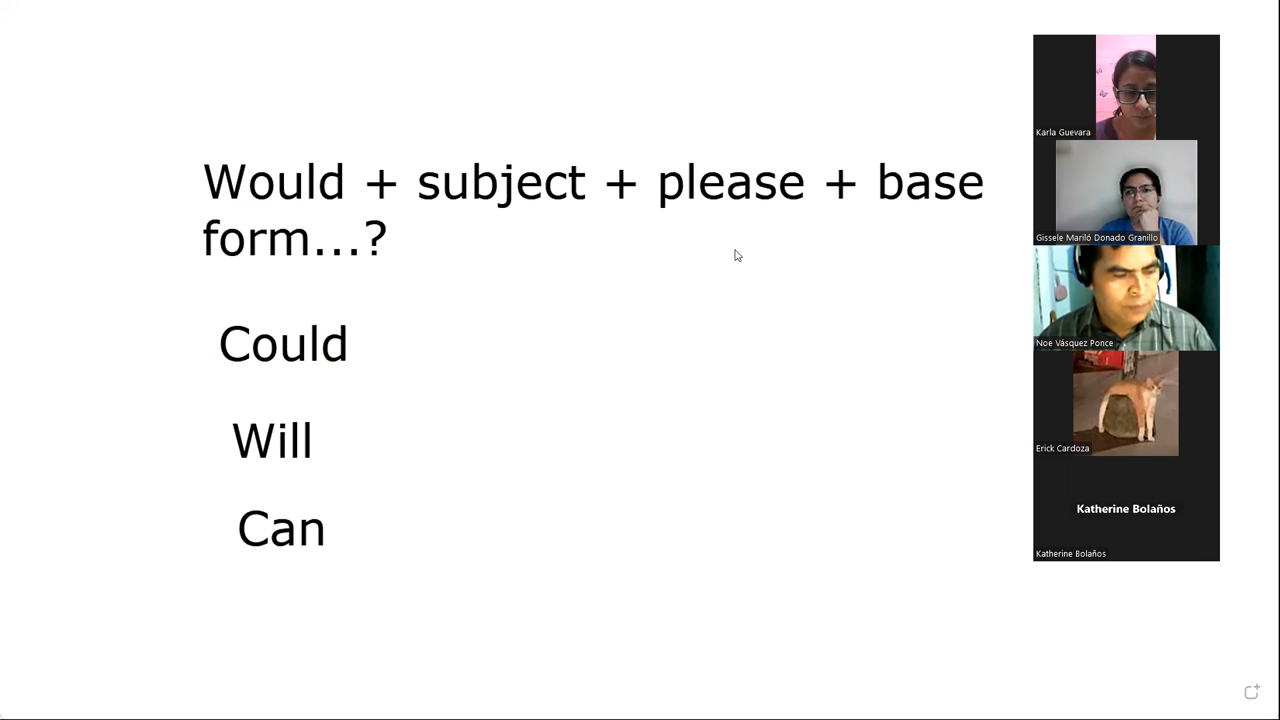 Would + subject + please + base
form...?
Could
Will
Can
Karla Guevara
Gissele Mariló Donado Granillo
Noe Vásquez Ponce
Erick Cardoza
Katherine Bolaños
Katherine Bolaños